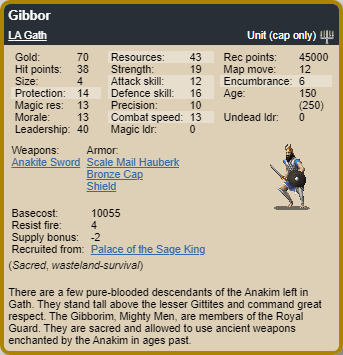 Gibbor
LA Gath Unit (cap only)
Gold: 70 Resources: 43 Rec points: 45000
Hit points: 38 Strength: 19 Map move: 12
Size: 4 Attack skill: 12 Encumbrance: 6
Protection: 14 Defence skill: 16 Age: 150
Magic res: 13 Precision: 10 (250)
Morale: 13 Combat speed: 13 Undead ldr: 0
Leadership: 40 Magic ldr: 0
Weapons: Armor:
Anakite Sword Scale Mail Hauberk
Bronze Cap
Shield
Basecost: 10055
Resist fire: 4
Supply bonus: -2
Recruited from: Palace of the Sage King
(Sacred, wasteland-survival)
There are a few pure-blooded descendants of the Anakim left in
Gath. They stand tall above the lesser Gittites and command great
respect. The Gibborim, Mighty Men, are members of the Royal
Guard. They are sacred and allowed to use ancient weapons
enchanted by the Anakim in ages past.